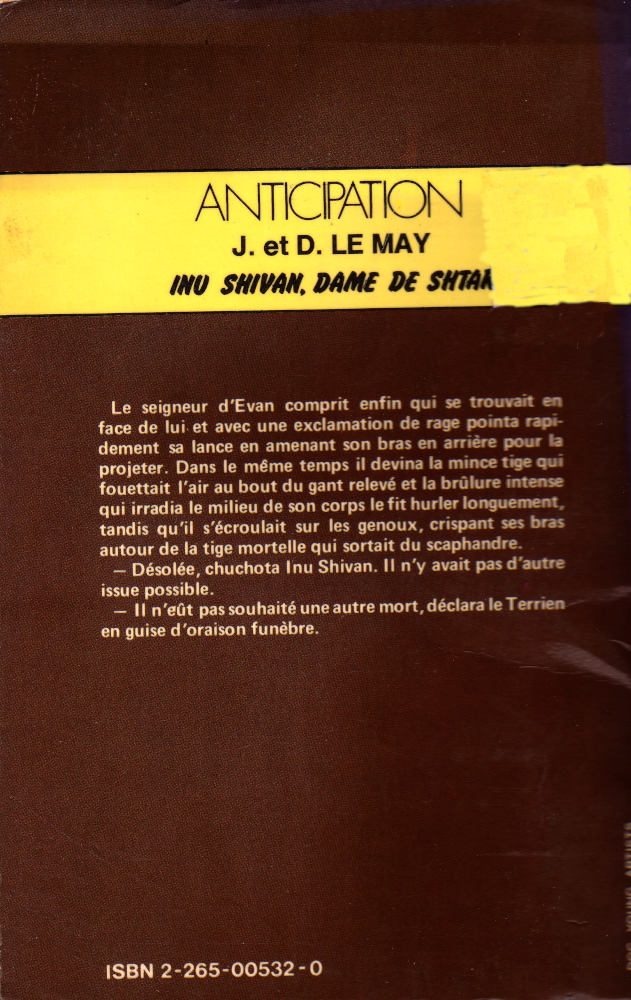 ANTICIPATION
J. et D. LE MAY
INU SHIVAN, DAME DE
Le seigneur d'Evan comprit enfin qui se trouvait en
face de lui et avec une exclamation de rage pointa rapi-
dement sa lance en amenant son bras en arrière pour la
projeter. Dans le même temps il devina la mince tige qui
fouettait l'air au bout du gant relevé et la brûlure intense
qui irradia le milieu de son corps le fit hurler longuement,
tandis qu'il s'écroulait sur les genoux, crispant ses bras
autour de la tige mortelle qui sortait du scaphandre.
— Désolée, chuchota Inu Shivan. Il n'y avait pas d'autre
issue possible.
— Il n'eût pas souhaité une autre mort, déclara le Terrien
en guise d'oraison funèbre.
ISBN 2-265-00532-0
YOUNG ARTISTS